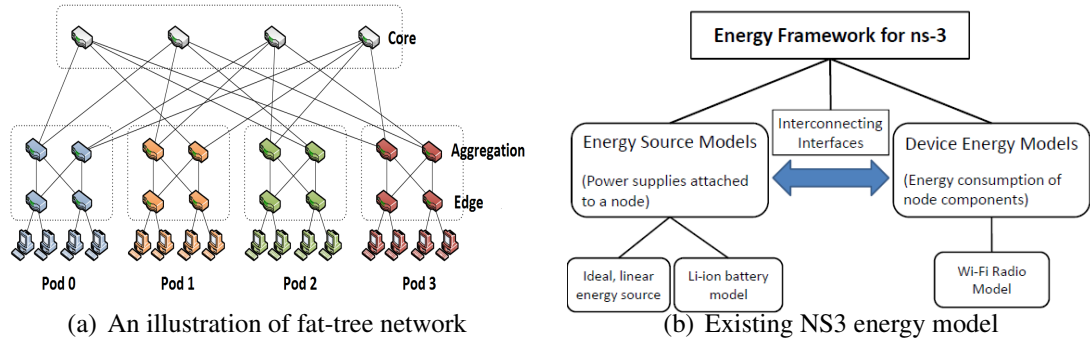 Core
Aggregation
Edge
Pod 0
Pod 1
Pod 2
Pod 3
(a) An illustration of fat-tree network
Energy Framework for ns-3
Energy Source Models
(Power supplies attached
to a node)
Interconnecting
Interfaces
Device Energy Models
(Energy consumption of
node components)
Ideal, linear
energy source
Li-ion battery
model
Wi-Fi Radio
Model
(b) Existing NS3 energy model